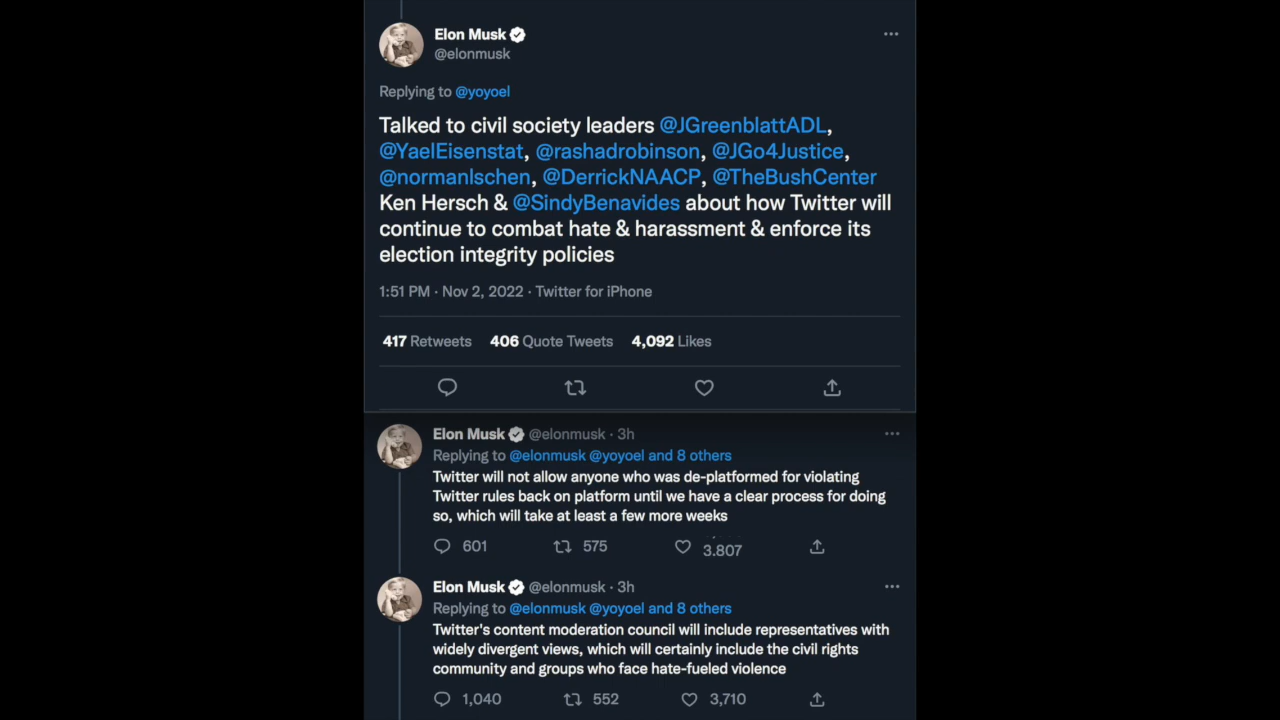 Elon Musk
@elonmusk
Replying to @yoyoel
Talked to civil society leaders @JGreenblattADL,
@YaelEisenstat, @rashadrobinson, @JGo4Justice,
@normanlschen, @DerrickNAACP, @TheBushCenter
Ken Hersch & @SindyBenavides about how Twitter will
continue to combat hate & harassment & enforce its
election integrity policies
1:51 PM · Nov 2, 2022 · Twitter for iPhone
417 Retweets 406 Quote Tweets 4,092 Likes
Elon Musk @elonmusk · 3h
Replying to @elonmusk @yoyoel and 8 others
Twitter will not allow anyone who was de-platformed for violating
Twitter rules back on platform until we have a clear process for doing
so, which will take at least a few more weeks
601 575 3.807
Elon Musk @elonmusk · 3h
Replying to @elonmusk @yoyoel and 8 others
Twitter's content moderation council will include representatives with
widely divergent views, which will certainly include the civil rights
community and groups who face hate-fueled violence
1,040 552 3,710